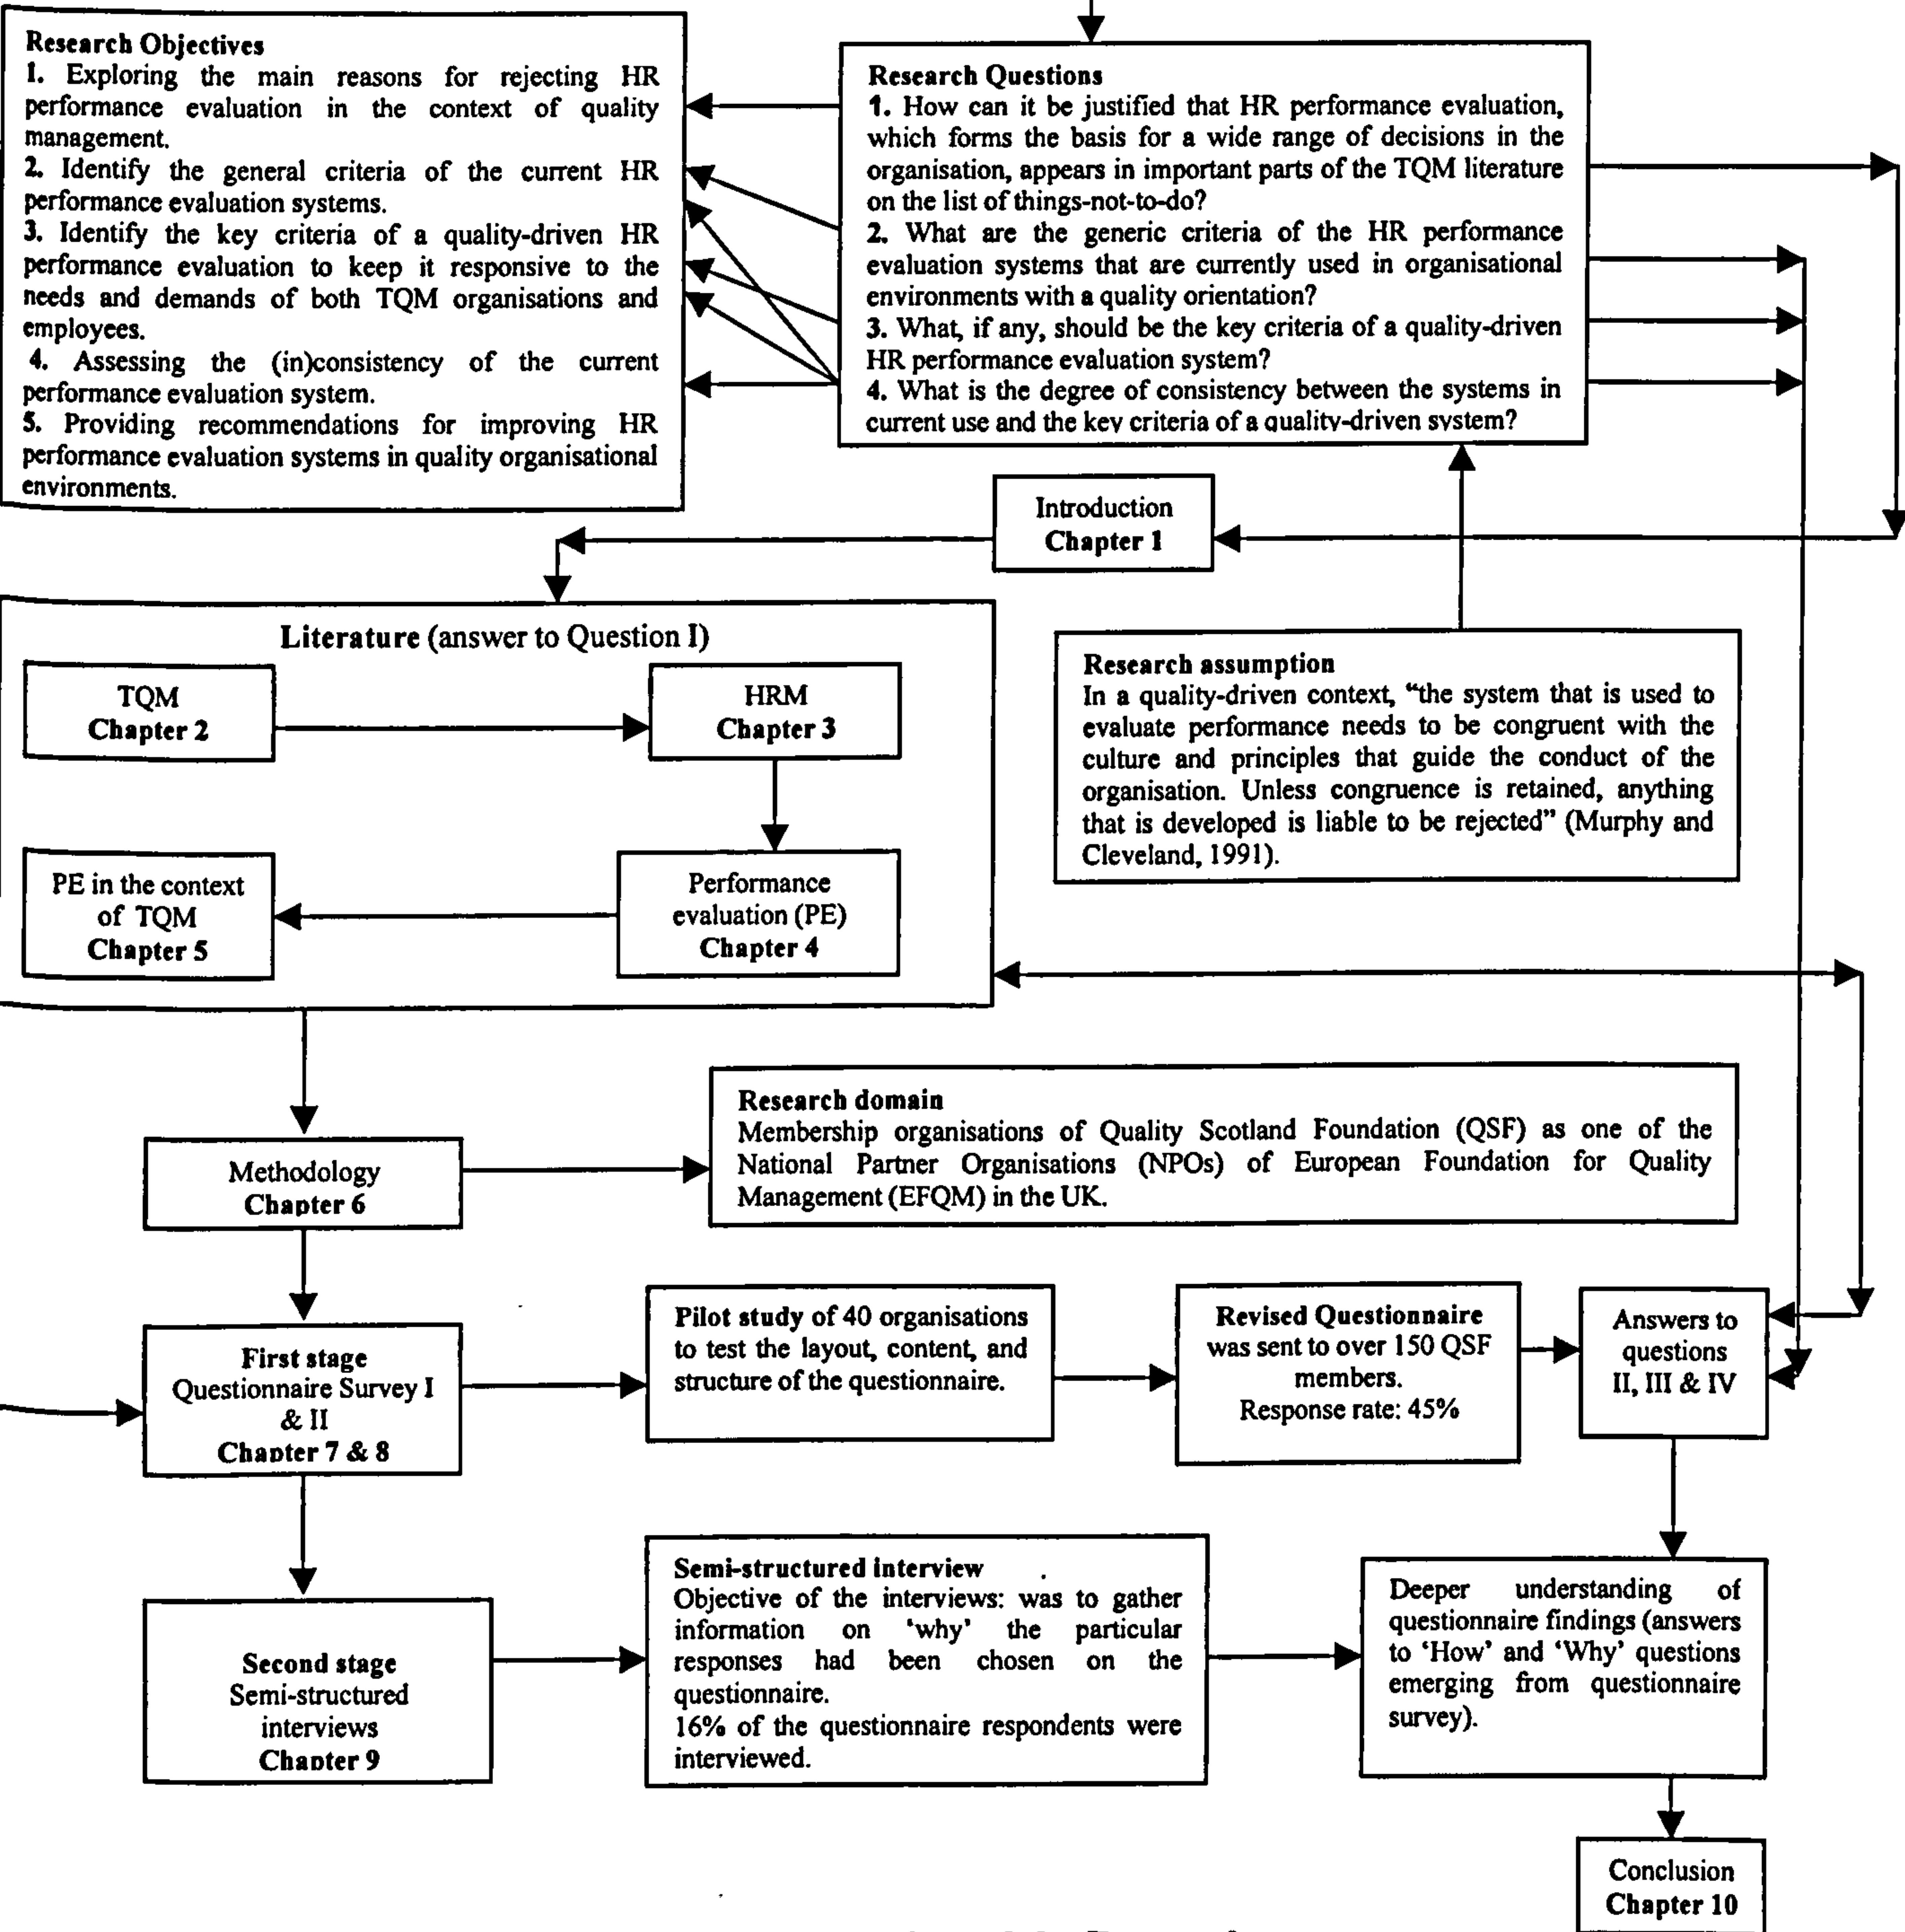 Research Objectives
1. Exploring the main reasons for rejecting HR
performance evaluation in the context of quality
management.
2. Identify the general criteria of the current HR
performance evaluation systems.
3. Identify the key criteria of a quality-driven HR
performance evaluation to keep it responsive to the
needs and demands of both TQM organisations and
employees.
4. Assessing the (in)consistency of the current
performance evaluation system.
5. Providing recommendations for improving HR
performance evaluation systems in quality organisational
environments.
Research Questions
1. How can it be justified that HR performance evaluation,
which forms the basis for a wide range of decisions in the
organisation, appears in important parts of the TQM literature
on the list of things-not-to-do?
2. What are the generic criteria of the HR performance
evaluation systems that are currently used in organisational
environments with a quality orientation?
3. What, if any, should be the key criteria of a quality-driven
HR performance evaluation system?
4. What is the degree of consistency between the systems in
current use and the key criteria of a quality-driven system?
Introduction
Chapter 1
Literature (answer to Question I)
TQM
Chapter 2
HRM
Chapter 3
Performance
evaluation (PE)
Chapter 4
PE in the context
of TQM
Chapter 5
Research assumption
In a quality-driven context, “the system that is used to
evaluate performance needs to be congruent with the
culture and principles that guide the conduct of the
organisation. Unless congruence is retained, anything
that is developed is liable to be rejected” (Murphy and
Cleveland, 1991).
Methodology
Chapter 6
Research domain
Membership organisations of Quality Scotland Foundation (QSF) as one of the
National Partner Organisations (NPOs) of European Foundation for Quality
Management (EFQM) in the UK.
First stage
Questionnaire Survey I
& II
Chapter 7 & 8
Pilot study of 40 organisations
to test the layout, content, and
structure of the questionnaire.
Revised Questionnaire
was sent to over 150 QSF
members.
Response rate: 45%
Answers to
questions
II, III & IV
Second stage
Semi-structured
interviews
Chapter 9
Semi-structured interview
Objective of the interviews: was to gather
information on ‘why’ the particular
responses had been chosen on the
questionnaire.
16% of the questionnaire respondents were
interviewed.
Deeper understanding of
questionnaire findings (answers
to ‘How’ and ‘Why’ questions
emerging from questionnaire
survey).
Conclusion
Chapter 10